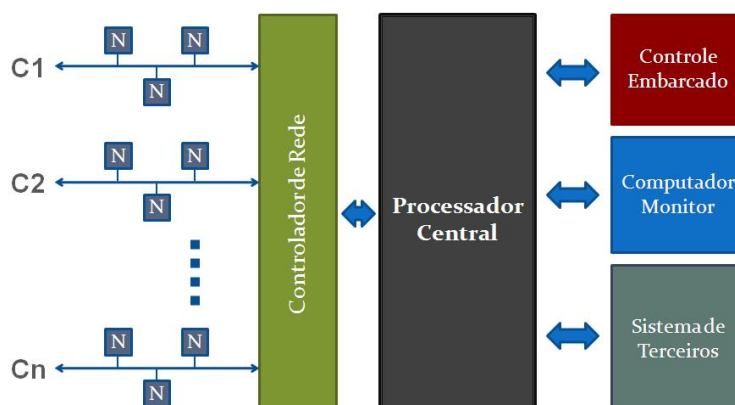 N
N
C1
N
N
N
C2
N
N
N
Cn
N
Controlador de Rede
Processador
Central
Controle
Embarcado
Computador
Monitor
Sistema de
Terceiros